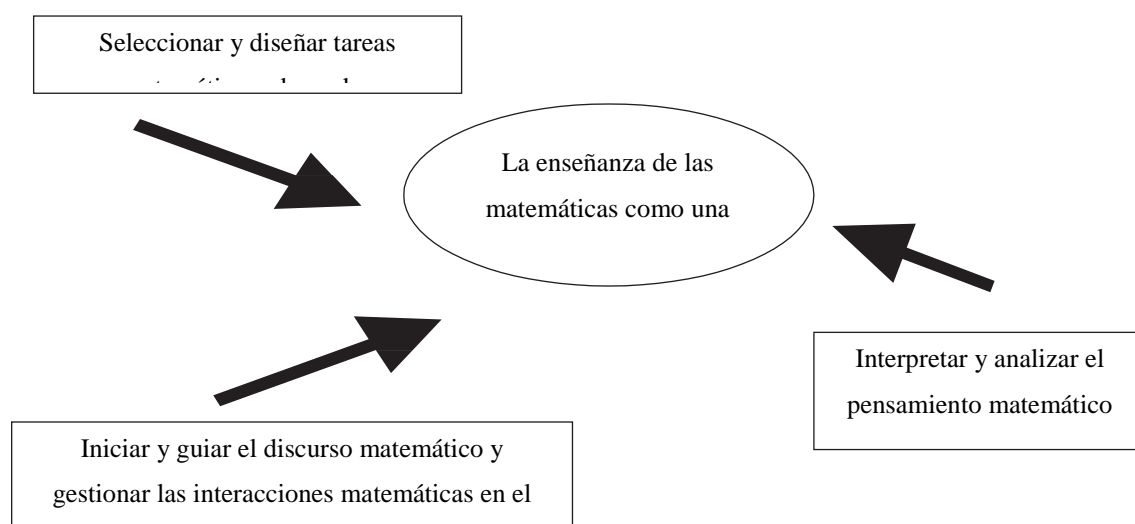 Seleccionar y diseñar tareas
La enseñanza de las
matemáticas como una
Interpretar y analizar el
pensamiento matemático
Iniciar y guiar el discurso matemático y
gestionar las interacciones matemáticas en el